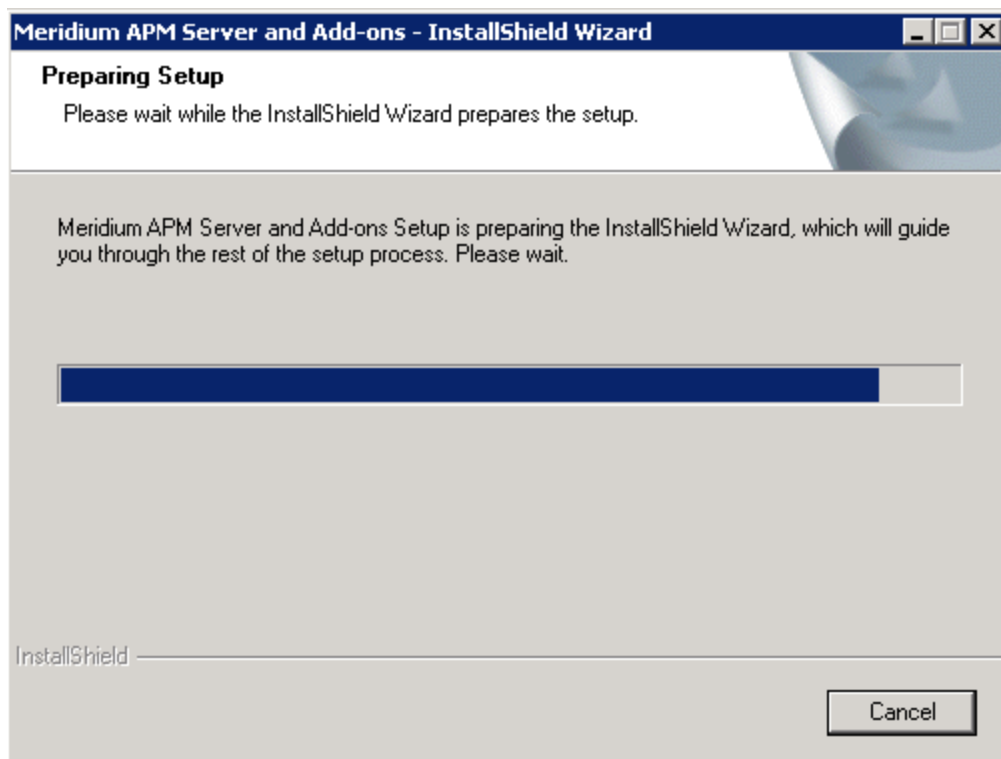 Meridium APM Server and Add-ons - InstallShield Wizard
Preparing Setup
Please wait while the InstallShield Wizard prepares the setup.
Meridium APM Server and Add-ons Setup is preparing the InstallShield Wizard, which will guide
you through the rest of the setup process. Please wait.
InstallShield
Cancel